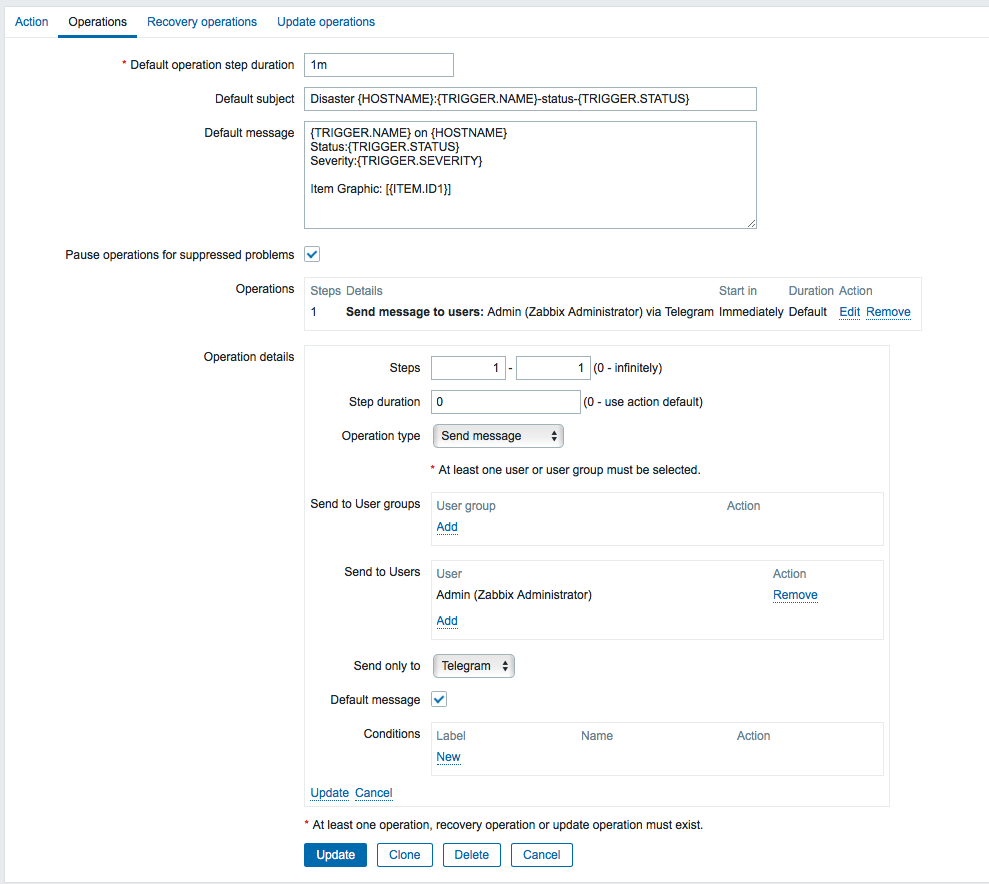 Action Operations Recovery operations Update operations
* Default operation step duration 1m
Default subject Disaster {HOSTNAME}:{TRIGGER.NAME}-status-{TRIGGER.STATUS}
Default message {TRIGGER.NAME} on {HOSTNAME}
Status:{TRIGGER.STATUS}
Severity:{TRIGGER.SEVERITY}
Item Graphic: [{ITEM.ID1}]
Pause operations for suppressed problems
Operations Steps Details Start in Duration Action
1 Send message to users: Admin (Zabbix Administrator) via Telegram Immediately Default Edit Remove
Operation details
Steps 1 - 1 (0 - infinitely)
Step duration 0 (0 - use action default)
Operation type Send message
* At least one user or user group must be selected.
Send to User groups User group Action
Add
Send to Users User Action
Admin (Zabbix Administrator) Remove
Add
Send only to Telegram
Default message
Conditions Label Name Action
New
Update Cancel
* At least one operation, recovery operation or update operation must exist.
Update Clone Delete Cancel